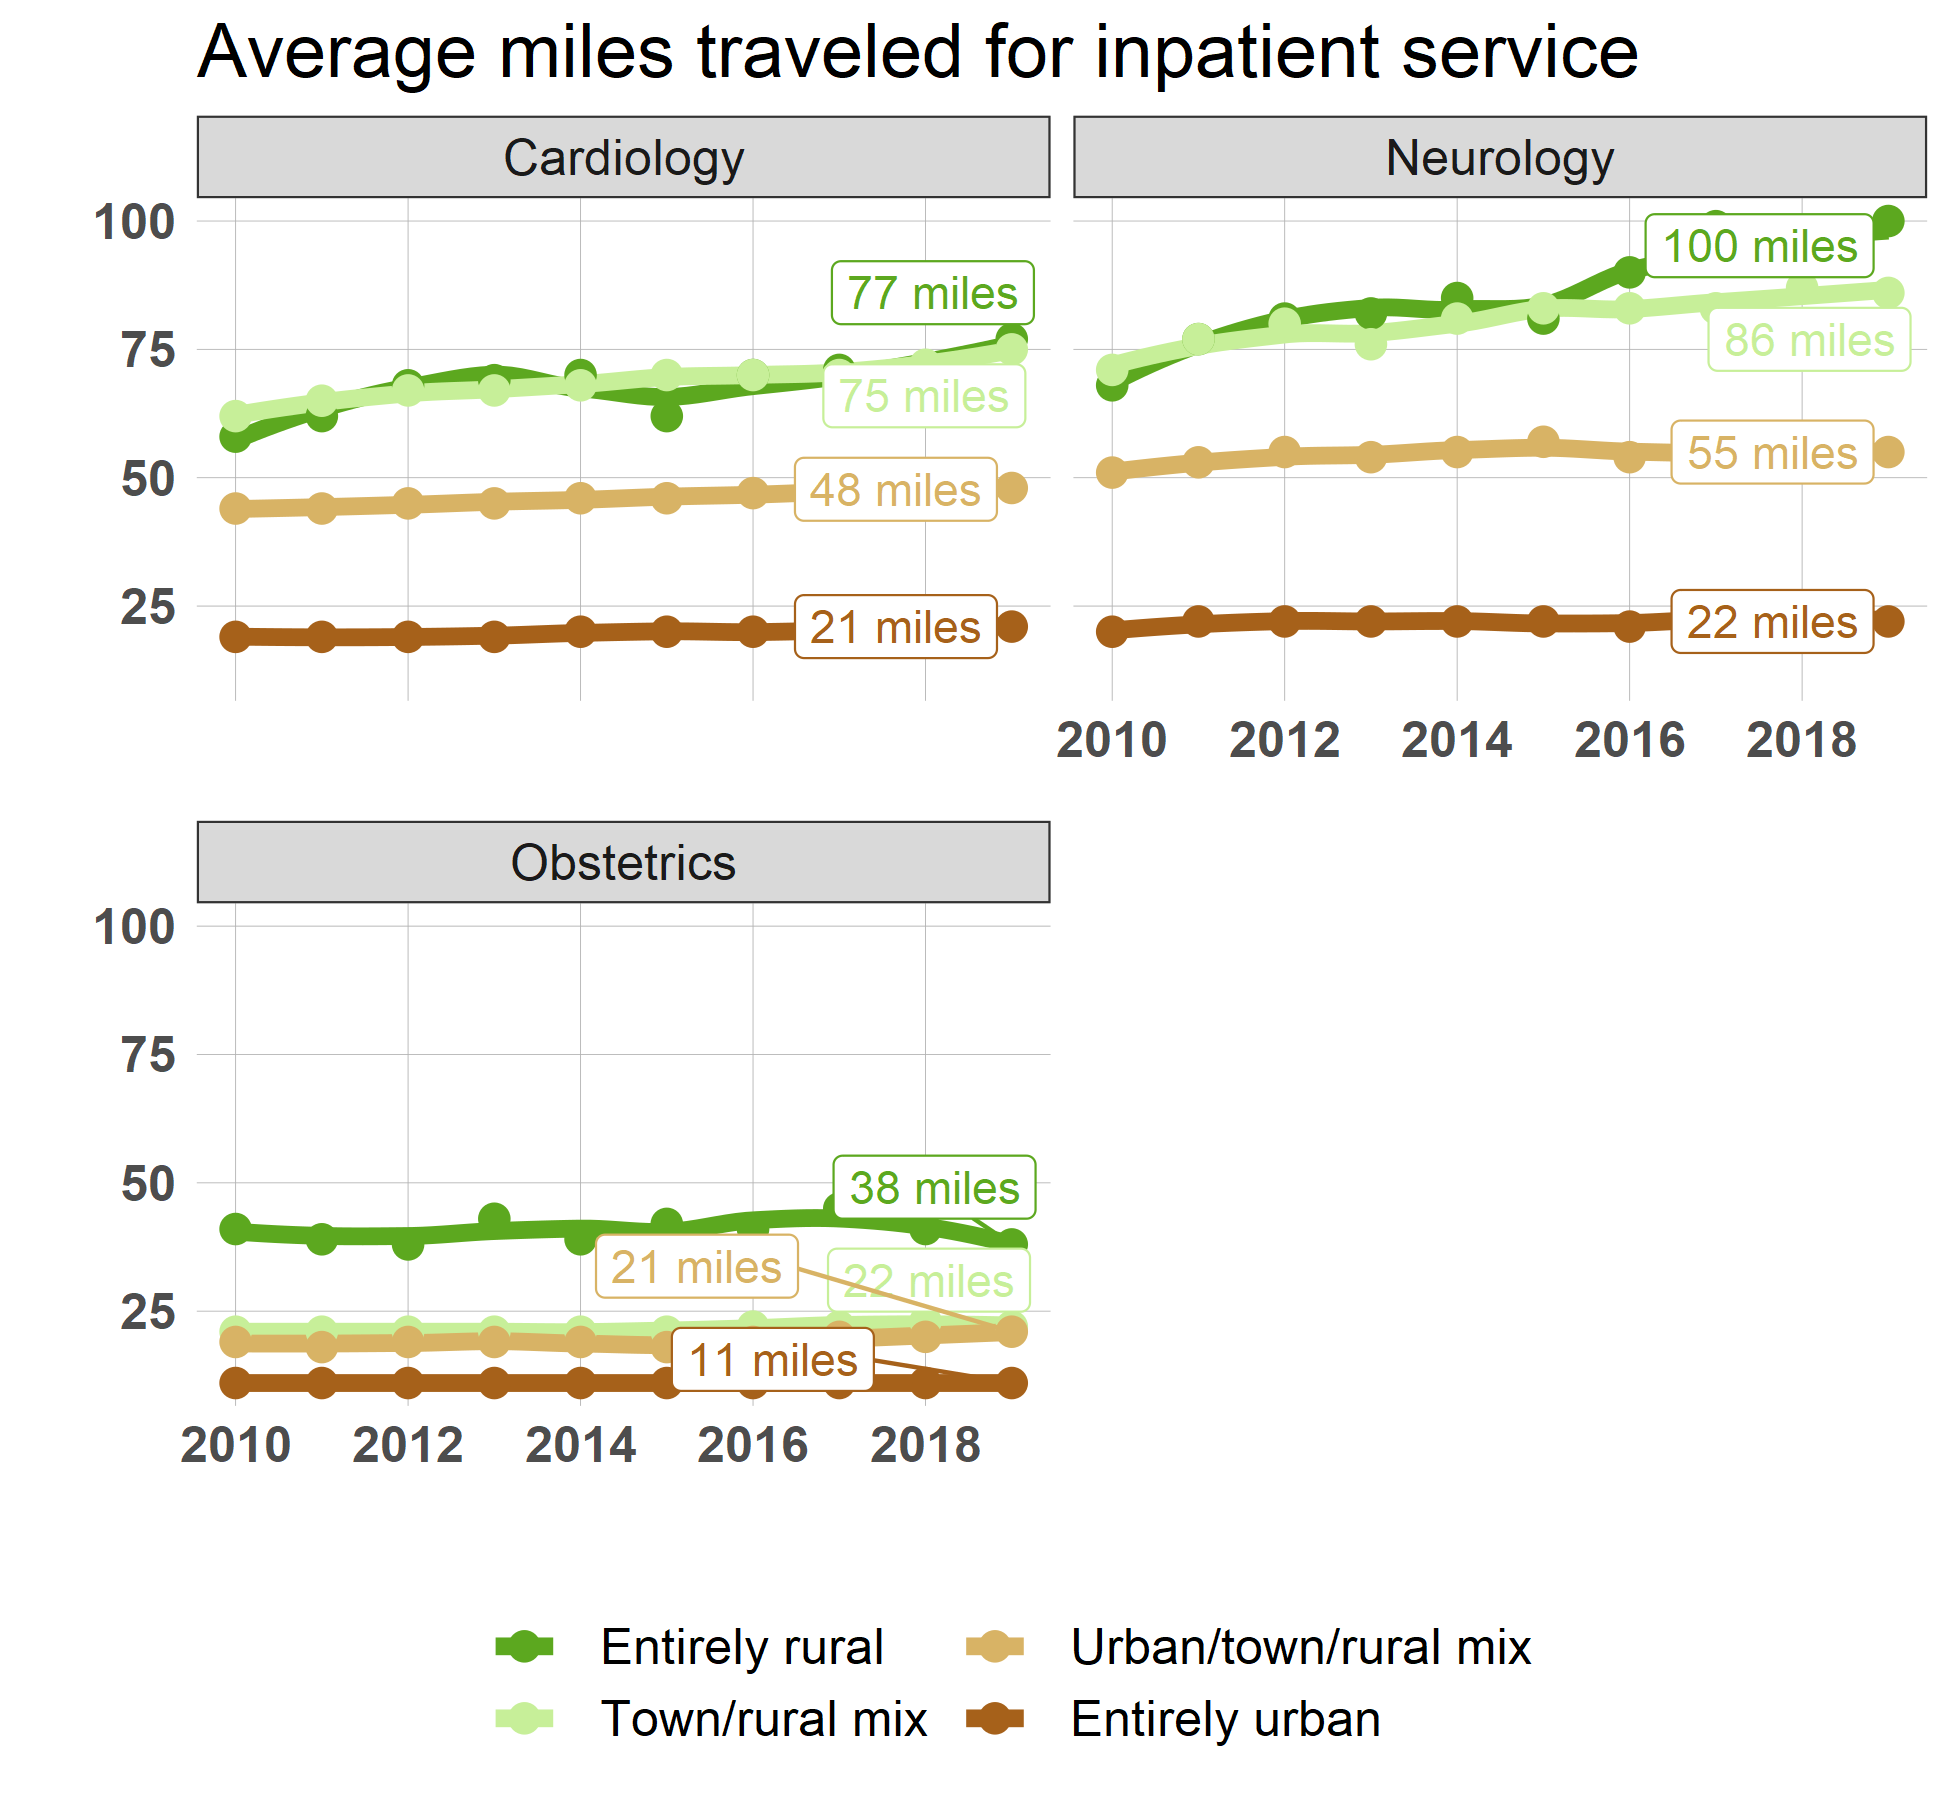 Average miles traveled for inpatient service
Cardiology
Neurology
100
75
50
25
77 miles
75 miles
48 miles
21 miles
100 miles
86 miles
55 miles
22 miles
2010 2012 2014 2016 2018
Obstetrics
100
75
50
25
38 miles
21 miles
22 miles
11 miles
2010 2012 2014 2016 2018
Entirely rural
Urban/town/rural mix
Town/rural mix
Entirely urban